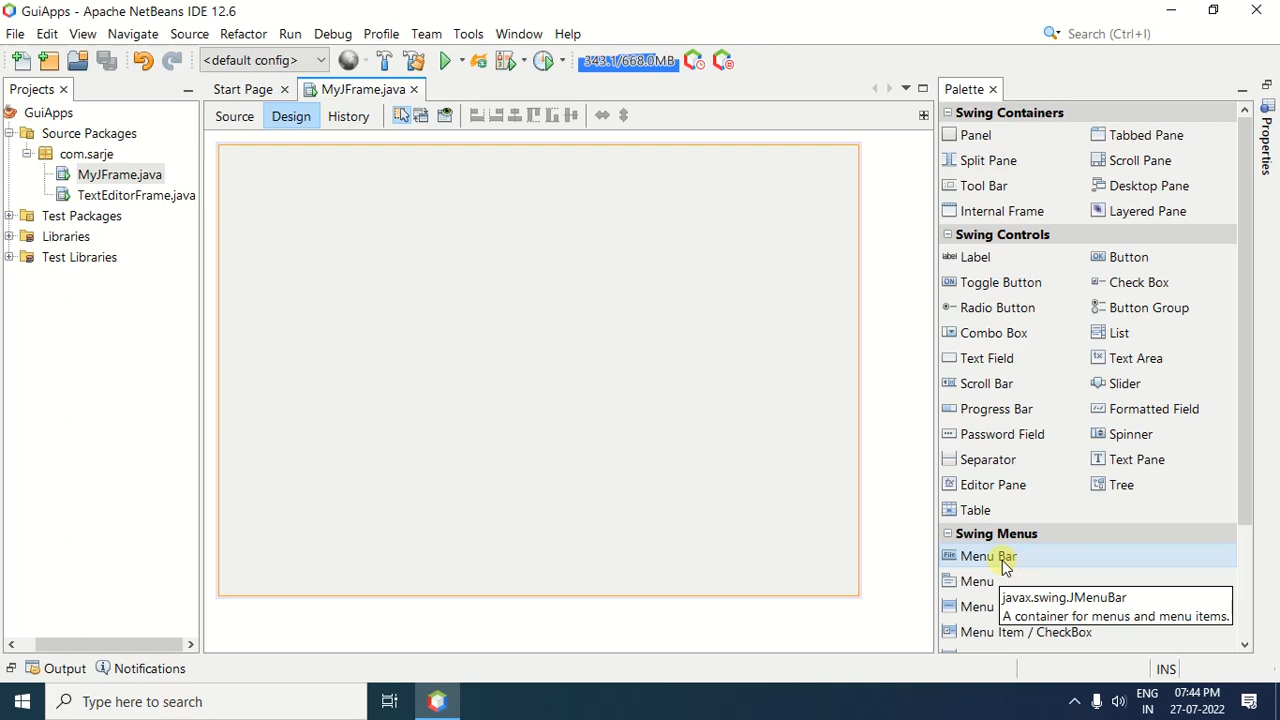 GuiApps - Apache NetBeans IDE 12.6
File Edit View Navigate Source Refactor Run Debug Profile Team Tools Window Help
Search (Ctrl+I)
<default config>
343.1/668.0MB
Projects
Start Page
MyJFrame.java
Palette
Source Design History
GuiApps
Source Packages
com.sarje
MyJFrame.java
TextEditorFrame.java
Test Packages
Libraries
Test Libraries
Swing Containers
Panel Tabbed Pane
Split Pane Scroll Pane
Tool Bar Desktop Pane
Internal Frame Layered Pane
Swing Controls
Label Button
Toggle Button Check Box
Radio Button Button Group
Combo Box List
Text Field Text Area
Scroll Bar Slider
Progress Bar Formatted Field
Password Field Spinner
Separator Text Pane
Editor Pane Tree
Table
Swing Menus
Menu Bar
Menu
Menu
javax.swing.JMenuBar
A container for menus and menu items.
Menu Item / CheckBox
Properties
Output Notifications
INS
Type here to search
ENG
IN
07:44 PM
27-07-2022